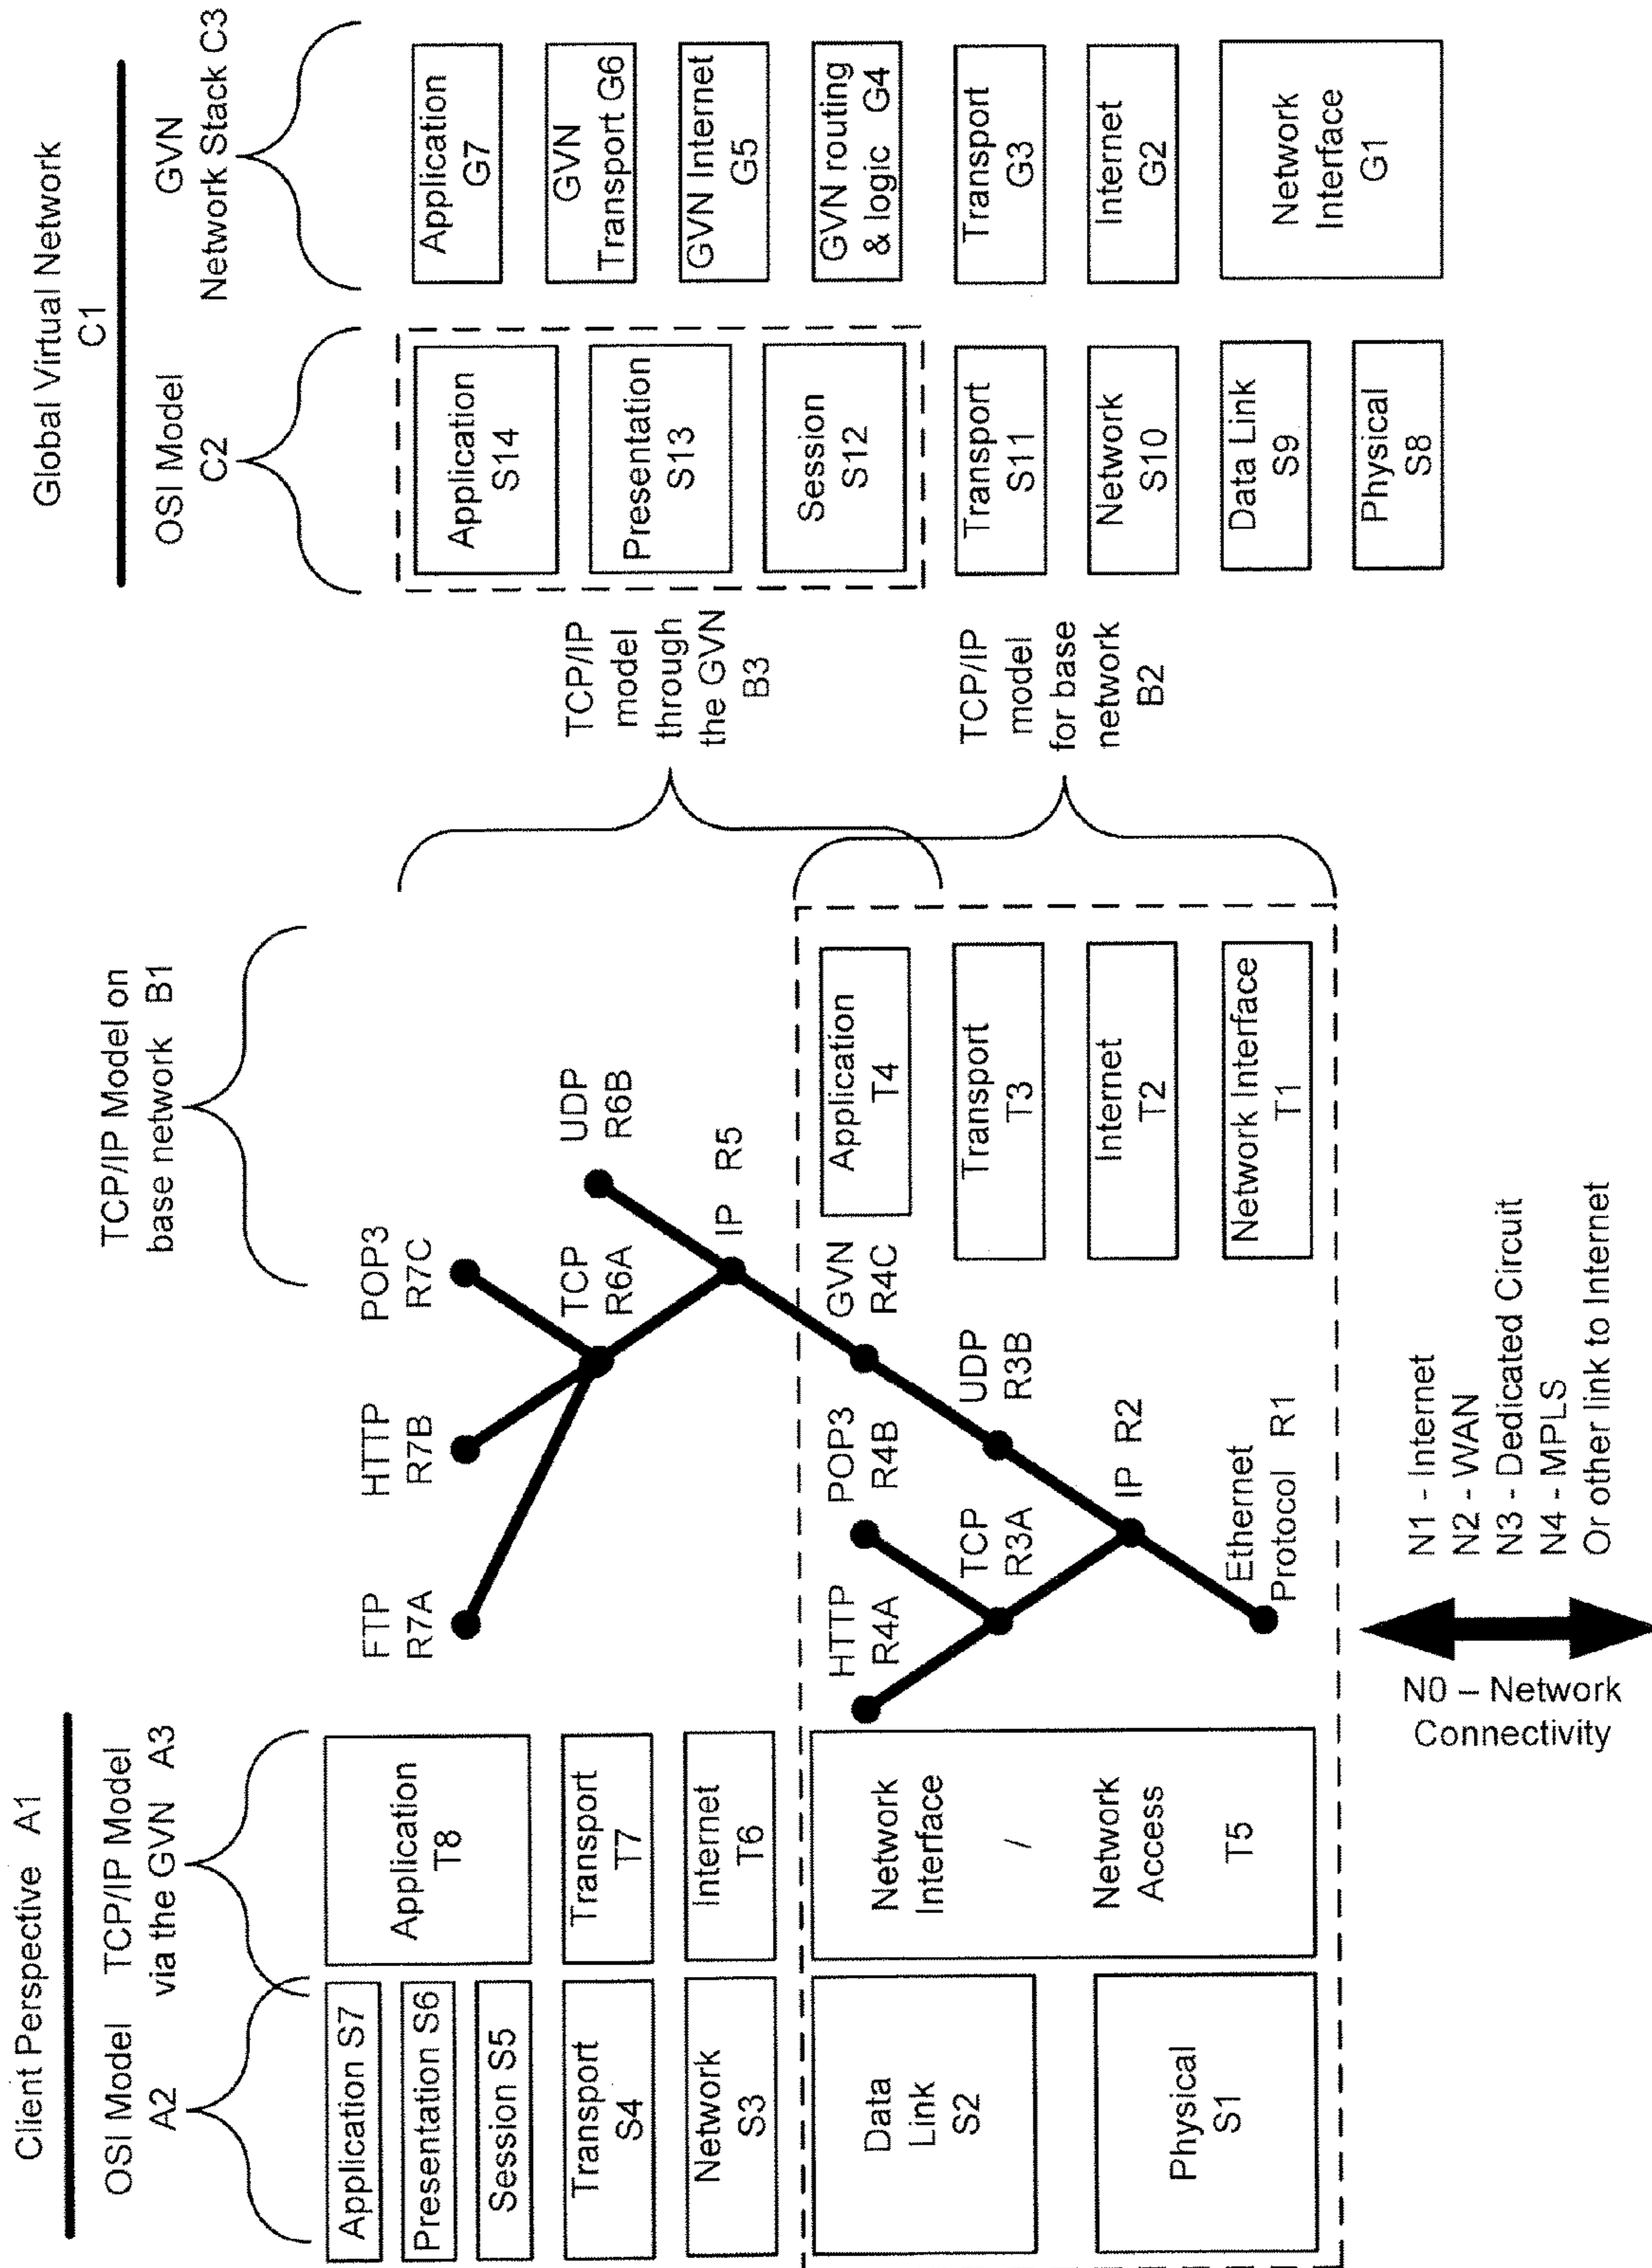 Client Perspective A1
OSI Model
A2
TCP/IP Model
via the GVN A3
Application S7
Presentation S6
Session S5
Transport
S4
Network
S3
Data
Link
S2
Physical
S1
Application
T8
Transport
T7
Internet
T6
Network
Interface
/
Network
Access
T5
TCP/IP Model on
base network B1
FTP
R7A
HTTP
R7B
POP3
R7C
TCP
R6A
UDP
R6B
IP R5
HTTP
R4A
POP3
R4B
GVN
R4C
TCP
R3A
UDP
R3B
IP R2
Ethernet
Protocol R1
Application
T4
Transport
T3
Internet
T2
Network Interface
T1
N0 – Network
Connectivity
N1 - Internet
N2 - WAN
N3 - Dedicated Circuit
N4 - MPLS
Or other link to Internet
TCP/IP
model
through
the GVN
B3
TCP/IP
model
for base
network
B2
Global Virtual Network
C1
OSI Model
C2
GVN
Network Stack C3
Application
S14
Presentation
S13
Session
S12
Transport
S11
Network
S10
Data Link
S9
Physical
S8
Application
G7
GVN
Transport G6
GVN Internet
G5
GVN routing
& logic G4
Transport
G3
Internet
G2
Network
Interface
G1